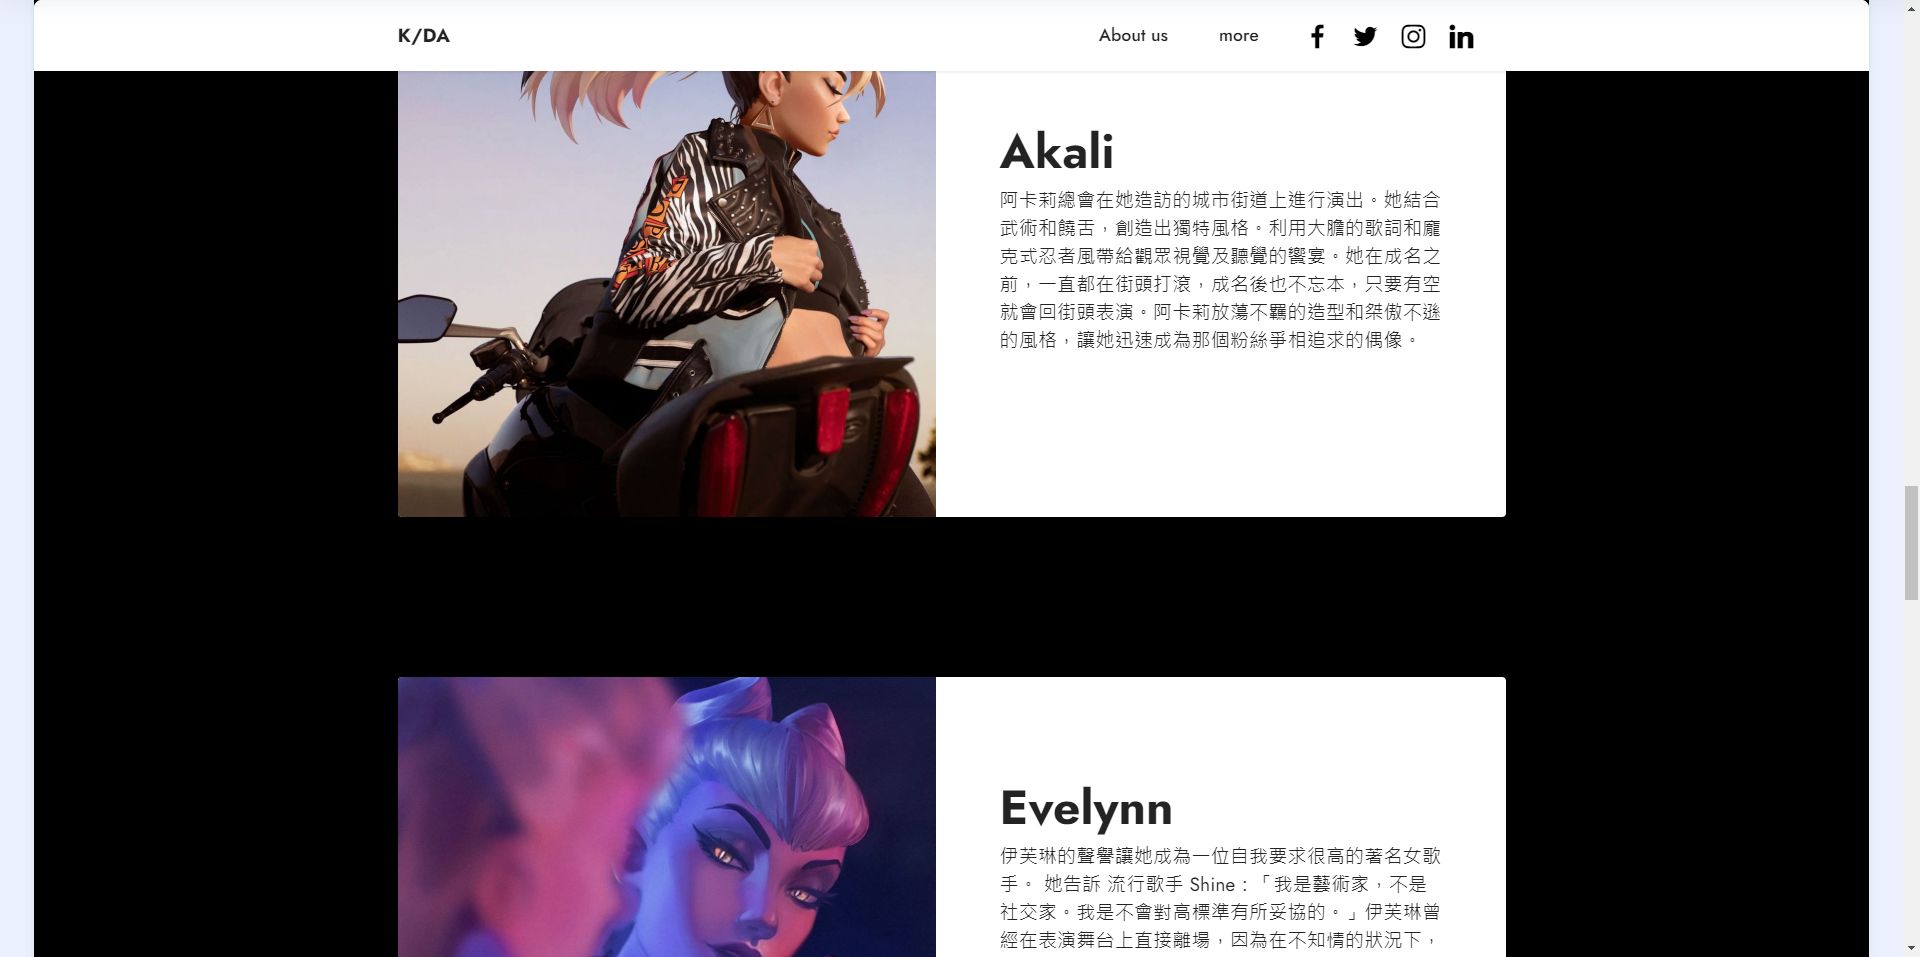 K/DA
About us
more
Akali
阿卡莉總會在她造訪的城市街道上進行演出。她結合
武術和饒舌，創造出獨特風格。利用大膽的歌詞和龐
克式忍者風帶給觀眾視覺及聽覺的饗宴。她在成名之
前，一直都在街頭打滾，成名後也不忘本，只要有空
就會回街頭表演。阿卡莉放蕩不羈的造型和桀傲不遜
的風格，讓她迅速成為那個粉絲爭相追求的偶像。
Evelynn
伊芙琳的聲譽讓她成為一位自我要求很高的著名女歌
手。 她告訴 流行歌手 Shine：「我是藝術家，不是
社交家。我是不會對高標準有所妥協的。」伊芙琳曾
經在表演舞台上直接離場，因為在不知情的狀況下，